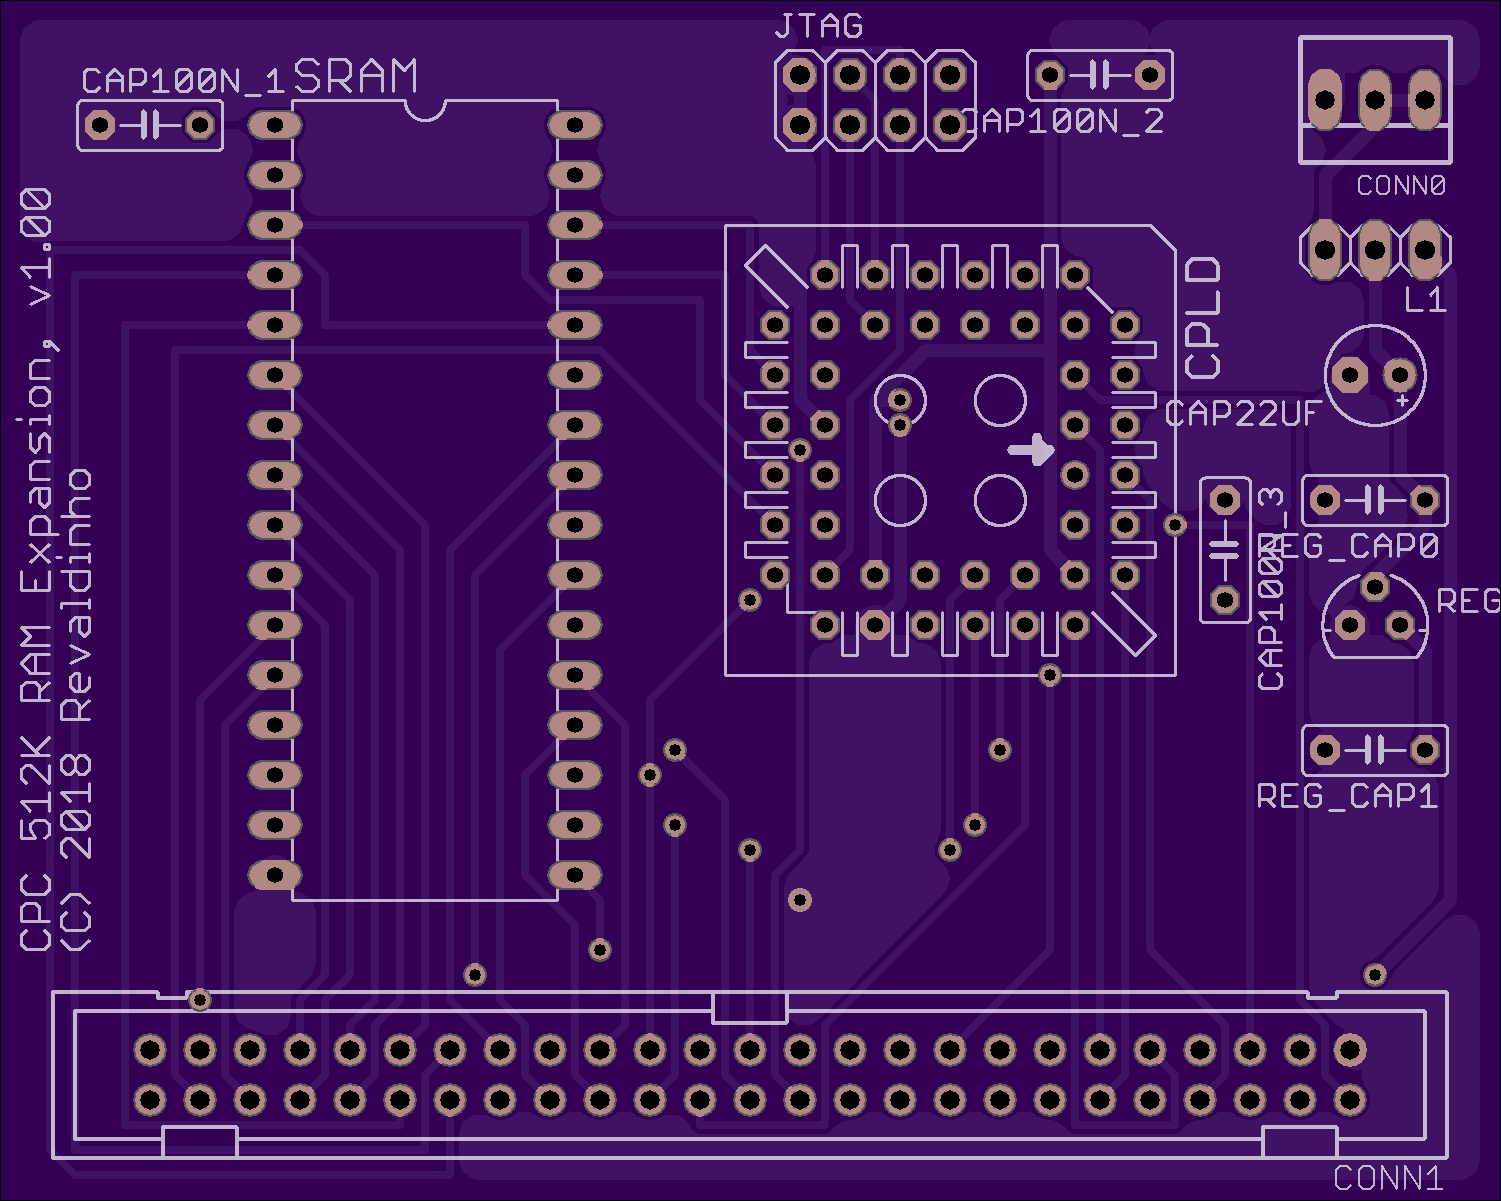 JTAG
CAP100N_1
SRAM
CAP100N_2
CONN0
L1
CPLD
CAP22UF
CAP100N_3
REG_CAP0
REG
REG_CAP1
CPC 512K RAM Expansion, v1.00
(C) 2018 Revaldinho
CONN1